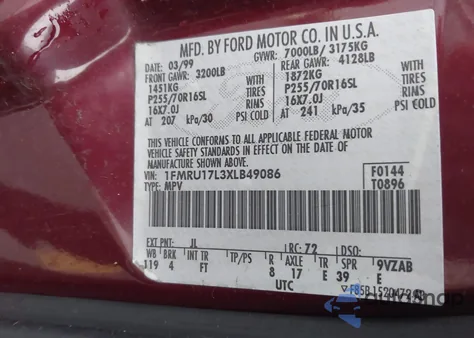 MFD. BY FORD MOTOR CO. IN U.S.A.
03/99 GVWR: 7000LB/ 3175KG
FRONT GAWR: 3200LB REAR GAWR: 4128LB
1451KG 1872KG
P255/70R16SL TIRES P255/70R16SL TIRES
16X7.0J RIMS 16X7.0J RIMS
AT 207 kPa/30 PSI COLD AT 241 kPa/35 PSI COLD
THIS VEHICLE CONFORMS TO ALL APPLICABLE FEDERAL MOTOR
VEHICLE SAFETY STANDARDS IN EFFECT ON THE DATE OF
MANUFACTURE SHOWN ABOVE.
VIN: 1FMRU17L3XLB49086 F0144
TYPE: MPV T0896
EXT PNT: JL RC: 72 DSO:
WB BRK INT TR TP/PS R AXLE TR SPR 9VZAB
119 4 FT 8 17 E 39 E
UTC